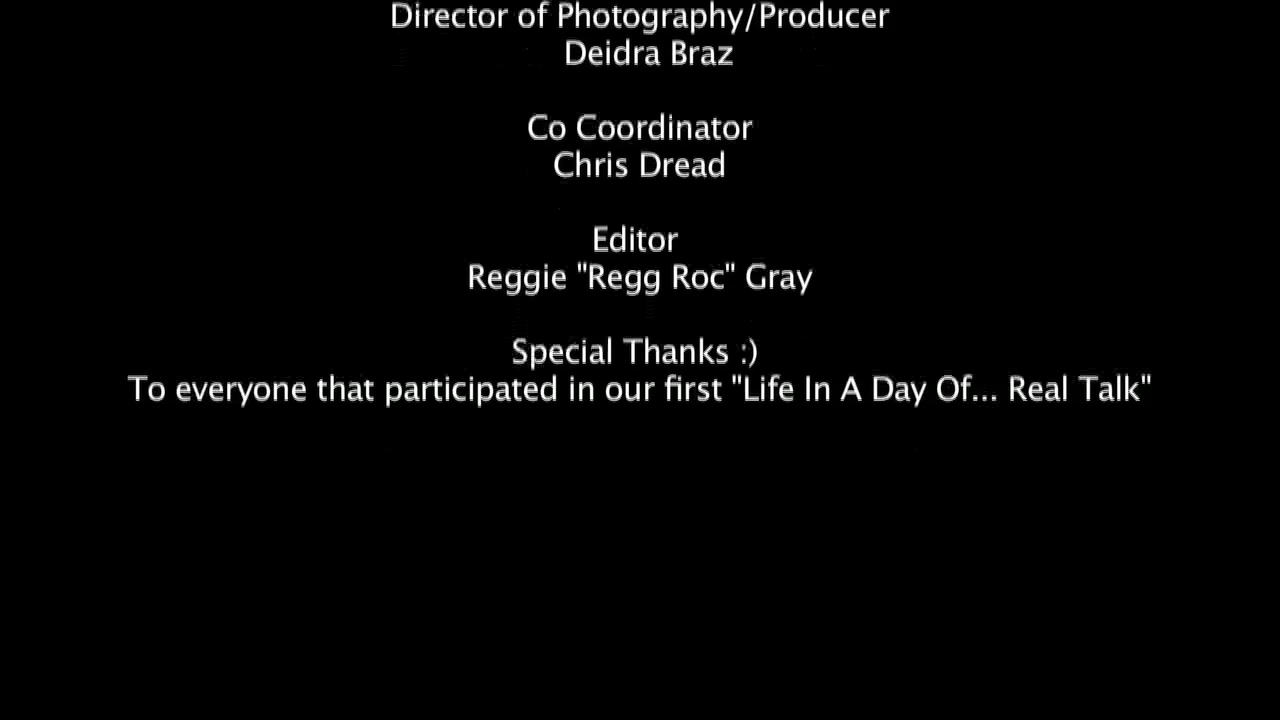 Director of Photography/Producer
Deidra Braz
Co Coordinator
Chris Dread
Editor
Reggie "Regg Roc" Gray
Special Thanks :)
To everyone that participated in our first "Life In A Day Of... Real Talk"